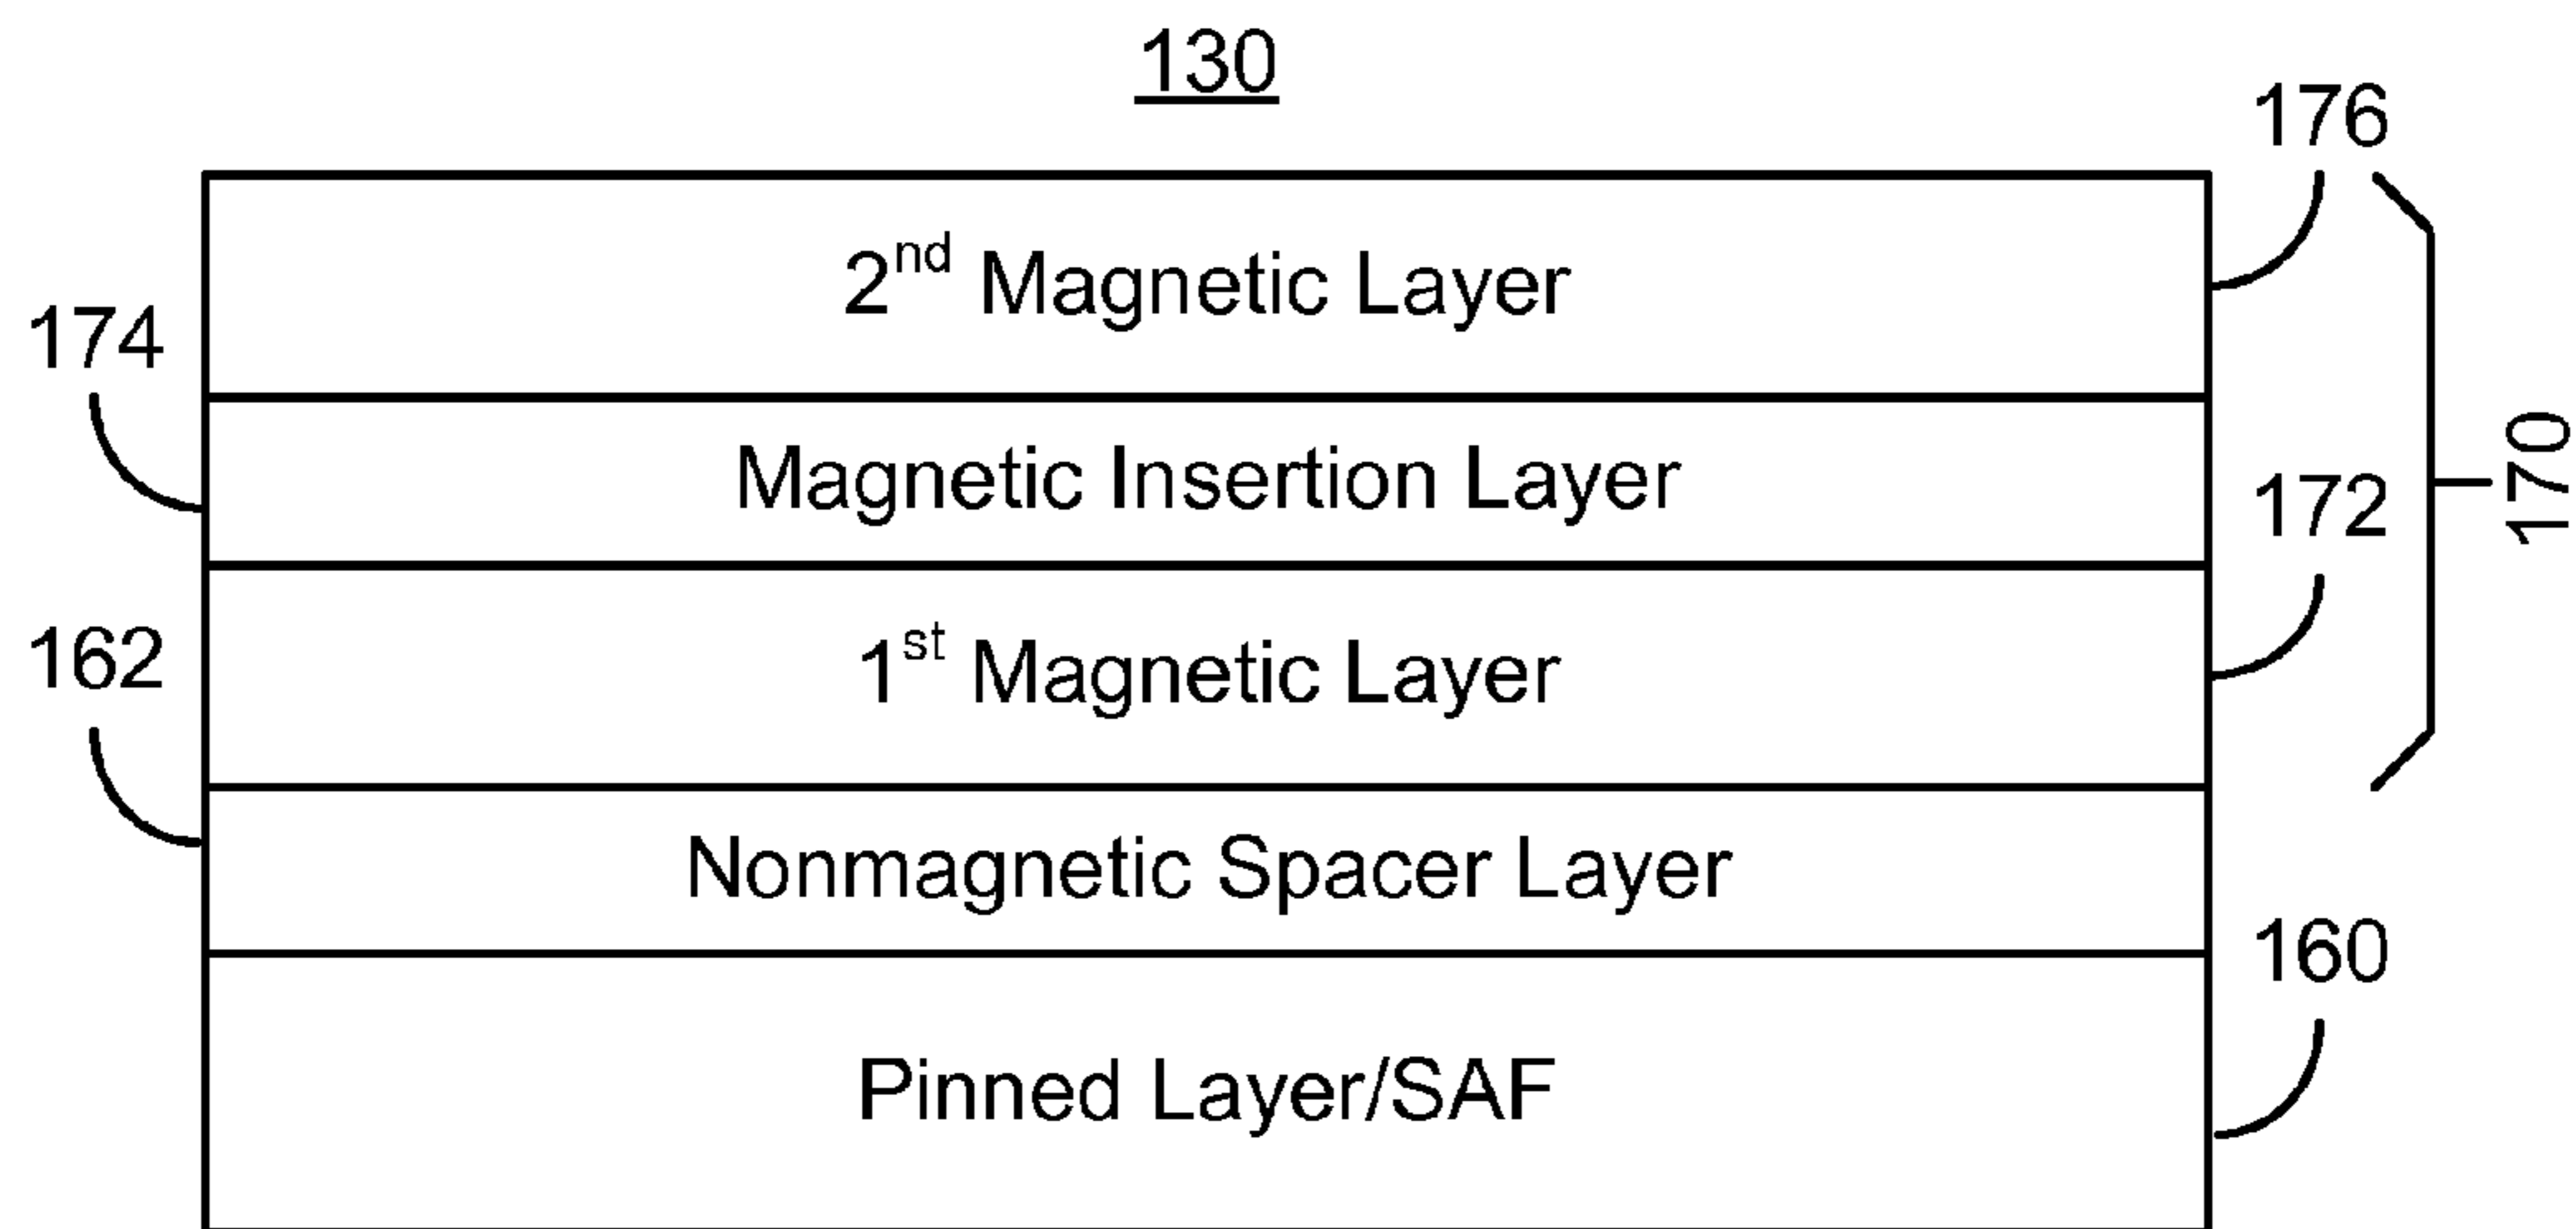 130
176
2nd Magnetic Layer
174
Magnetic Insertion Layer
170
172
1st Magnetic Layer
162
Nonmagnetic Spacer Layer
160
Pinned Layer/SAF